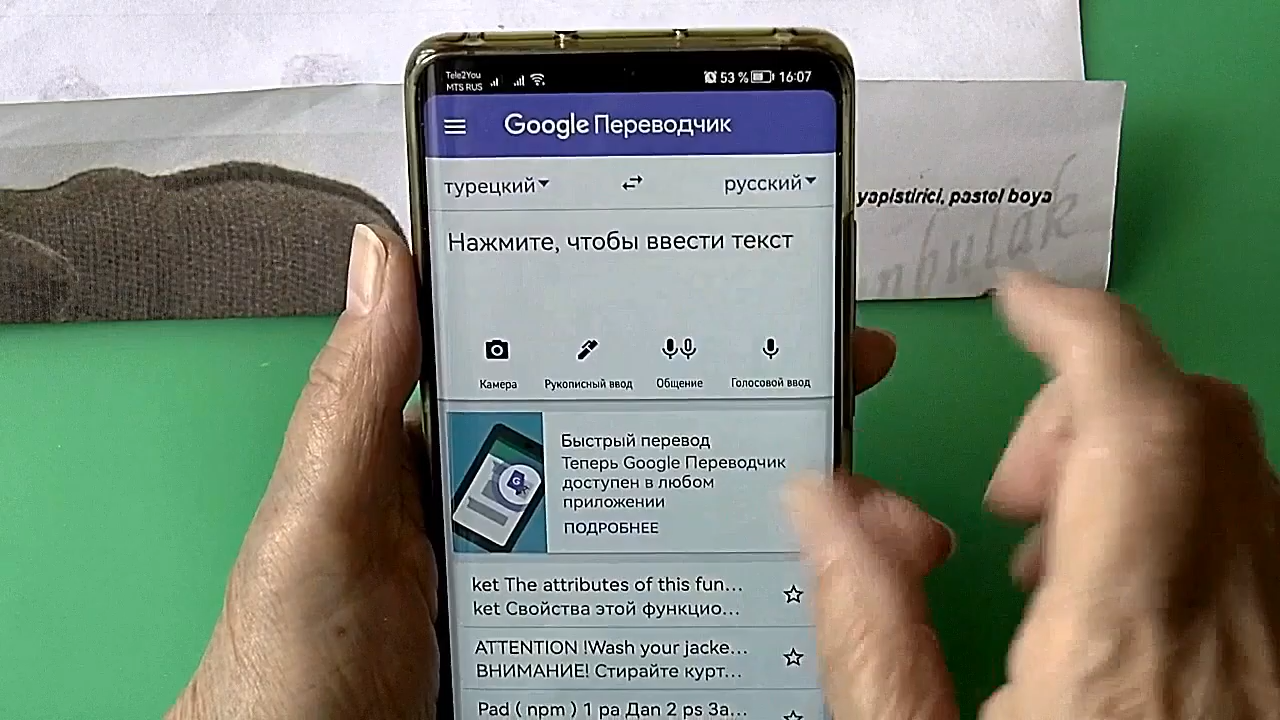 Tele2You
MTS RUS
53 % 16:07
Google Переводчик
турецкий
русский
Нажмите, чтобы ввести текст
Камера
Рукописный ввод
Общение
Голосовой ввод
Быстрый перевод
Теперь Google Переводчик
доступен в любом
приложении
ПОДРОБНЕЕ
ket The attributes of this fun...
ket Свойства этой функцио...
ATTENTION !Wash your jacke...
ВНИМАНИЕ! Стирайте курт...
Pad ( npm ) 1 ра Дап 2 ps За...
yapistirici, pastel boya
nbulak